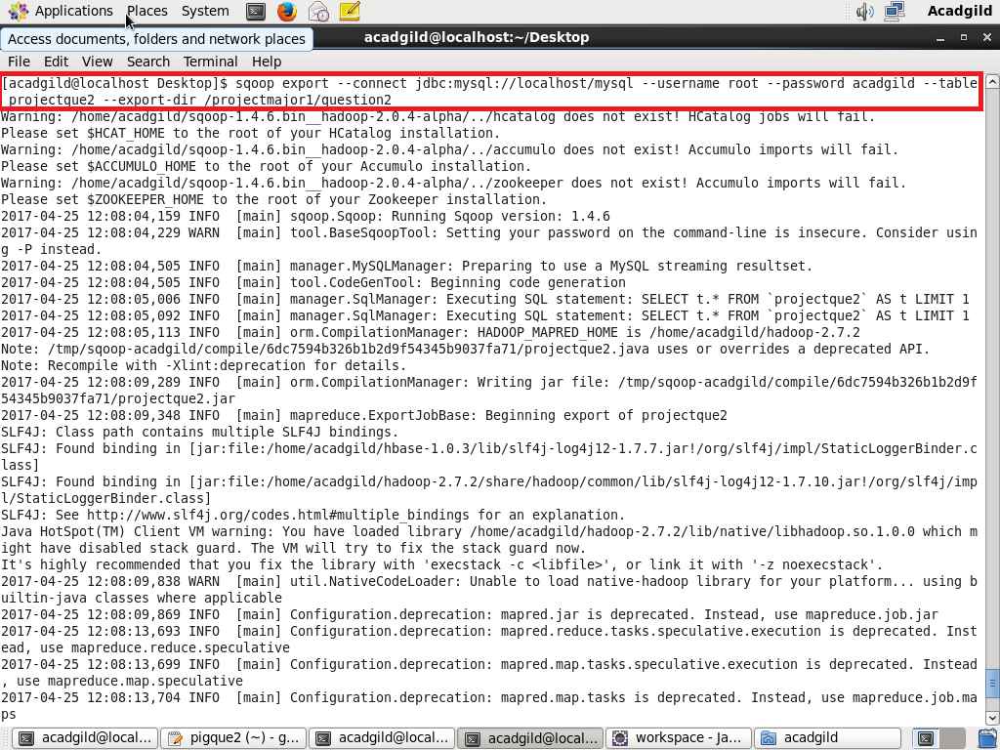 Applications Places System Acadgild
Access documents, folders and network places
acadgild@localhost:~/Desktop
File Edit View Search Terminal Help
[acadgild@localhost Desktop]$ sqoop export --connect jdbc:mysql://localhost/mysql --username root --password acadgild --table
projectque2 --export-dir /projectmajor1/question2
Warning: /home/acadgild/sqoop-1.4.6.bin__hadoop-2.0.4-alpha/../hcatalog does not exist! HCatalog jobs will fail.
Please set $HCAT_HOME to the root of your HCatalog installation.
Warning: /home/acadgild/sqoop-1.4.6.bin__hadoop-2.0.4-alpha/../accumulo does not exist! Accumulo imports will fail.
Please set $ACCUMULO_HOME to the root of your Accumulo installation.
Warning: /home/acadgild/sqoop-1.4.6.bin__hadoop-2.0.4-alpha/../zookeeper does not exist! Accumulo imports will fail.
Please set $ZOOKEEPER_HOME to the root of your Zookeeper installation.
2017-04-25 12:08:04,159 INFO  [main] sqoop.Sqoop: Running Sqoop version: 1.4.6
2017-04-25 12:08:04,229 WARN  [main] tool.BaseSqoopTool: Setting your password on the command-line is insecure. Consider usin
g -P instead.
2017-04-25 12:08:04,505 INFO  [main] manager.MySQLManager: Preparing to use a MySQL streaming resultset.
2017-04-25 12:08:04,505 INFO  [main] tool.CodeGenTool: Beginning code generation
2017-04-25 12:08:05,006 INFO  [main] manager.SqlManager: Executing SQL statement: SELECT t.* FROM `projectque2` AS t LIMIT 1
2017-04-25 12:08:05,092 INFO  [main] manager.SqlManager: Executing SQL statement: SELECT t.* FROM `projectque2` AS t LIMIT 1
2017-04-25 12:08:05,113 INFO  [main] orm.CompilationManager: HADOOP_MAPRED_HOME is /home/acadgild/hadoop-2.7.2
Note: /tmp/sqoop-acadgild/compile/6dc7594b326b1b2d9f54345b9037fa71/projectque2.java uses or overrides a deprecated API.
Note: Recompile with -Xlint:deprecation for details.
2017-04-25 12:08:09,289 INFO  [main] orm.CompilationManager: Writing jar file: /tmp/sqoop-acadgild/compile/6dc7594b326b1b2d9f
54345b9037fa71/projectque2.jar
2017-04-25 12:08:09,348 INFO  [main] mapreduce.ExportJobBase: Beginning export of projectque2
SLF4J: Class path contains multiple SLF4J bindings.
SLF4J: Found binding in [jar:file:/home/acadgild/hbase-1.0.3/lib/slf4j-log4j12-1.7.7.jar!/org/slf4j/impl/StaticLoggerBinder.c
lass]
SLF4J: Found binding in [jar:file:/home/acadgild/hadoop-2.7.2/share/hadoop/common/lib/slf4j-log4j12-1.7.10.jar!/org/slf4j/imp
l/StaticLoggerBinder.class]
SLF4J: See http://www.slf4j.org/codes.html#multiple_bindings for an explanation.
Java HotSpot(TM) Client VM warning: You have loaded library /home/acadgild/hadoop-2.7.2/lib/native/libhadoop.so.1.0.0 which m
ight have disabled stack guard. The VM will try to fix the stack guard now.
It's highly recommended that you fix the library with 'execstack -c <libfile>', or link it with '-z noexecstack'.
2017-04-25 12:08:09,838 WARN  [main] util.NativeCodeLoader: Unable to load native-hadoop library for your platform... using b
uiltin-java classes where applicable
2017-04-25 12:08:09,869 INFO  [main] Configuration.deprecation: mapred.jar is deprecated. Instead, use mapreduce.job.jar
2017-04-25 12:08:13,693 INFO  [main] Configuration.deprecation: mapred.reduce.tasks.speculative.execution is deprecated. Inst
ead, use mapreduce.reduce.speculative
2017-04-25 12:08:13,699 INFO  [main] Configuration.deprecation: mapred.map.tasks.speculative.execution is deprecated. Instead
, use mapreduce.map.speculative
2017-04-25 12:08:13,704 INFO  [main] Configuration.deprecation: mapred.map.tasks is deprecated. Instead, use mapreduce.job.ma
ps
acadgild@local... pigque2 (~) - g... acadgild@local... acadgild@local... workspace - Ja... acadgild